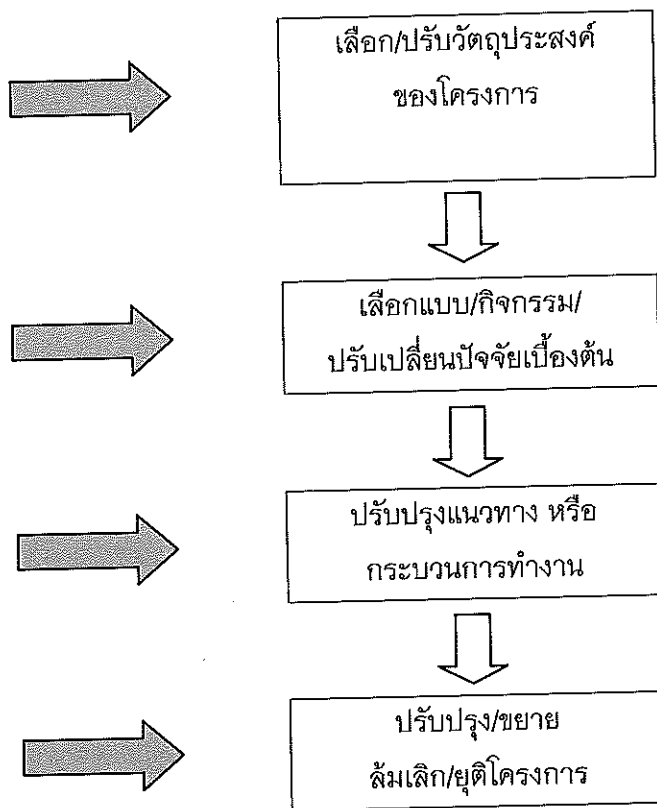 เลือก/ปรับวัตถุประสงค์
ของโครงการ
เลือกแบบ/กิจกรรม/
ปรับเปลี่ยนปัจจัยเบื้องต้น
ปรับปรุงแนวทาง หรือ
กระบวนการทำงาน
ปรับปรุง/ขยาย
ล้มเลิก/ยุติโครงการ